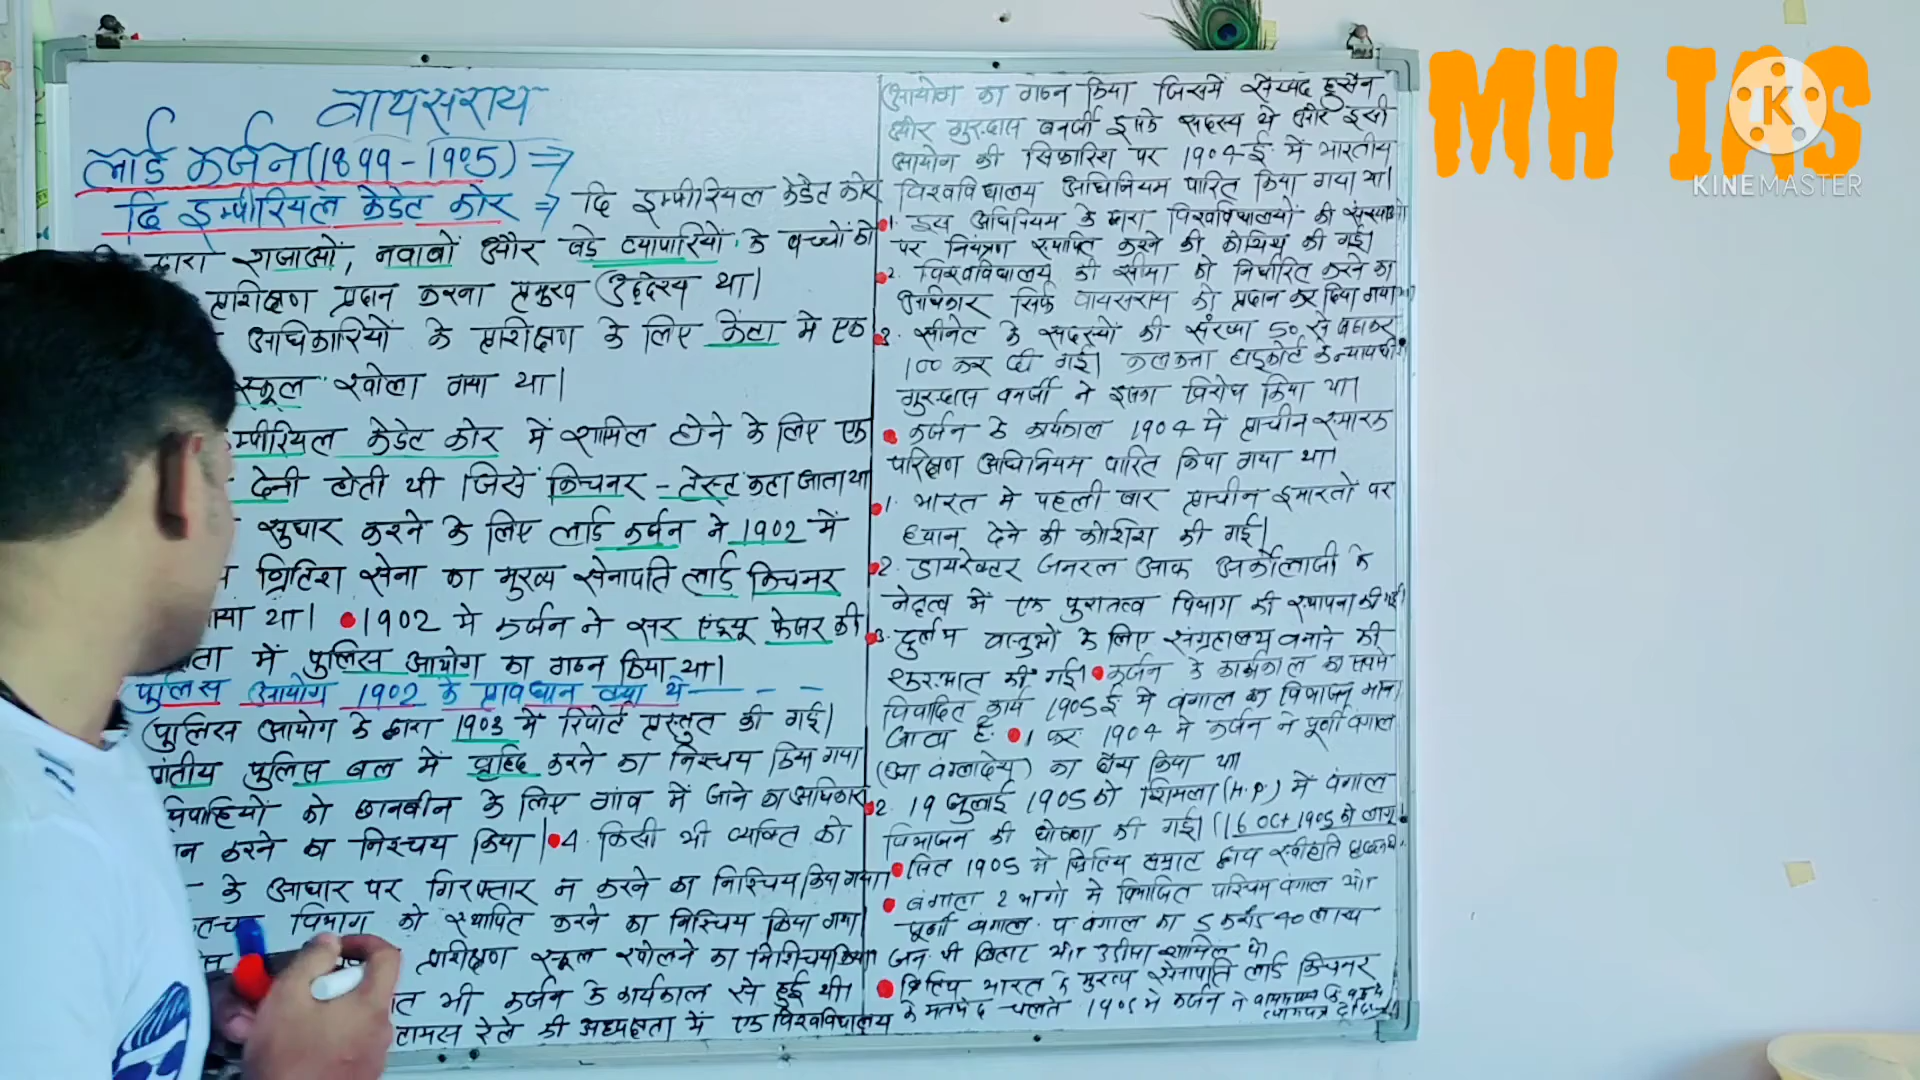 वायसराय
लार्ड कर्जन (1899-1905) ⇒
दि इम्पीरियल केडेट कोर ⇒ दि इम्पीरियल केडेट कोर
द्वारा राजाओं, नवाबों और बडे व्यापारियों के बच्चों को
प्रशिक्षण प्रदान करना प्रमुख उद्देश्य था।
अधिकारियों के प्रशिक्षण के लिए केंटा मे एक
स्कूल खोला गया था।
म्पीरियल केडेट कोर में शामिल होने के लिए एक
देनी होती थी जिसे किचनर - टेस्ट कहा जाता था
सुधार करने के लिए लार्ड कर्जन ने 1902 में
ब्रिटिश सेना का मुख्य सेनापति लार्ड किचनर
था। 1902 मे कर्जन ने सर एंड्रयू फेजर की
में पुलिस आयोग का गठन किया था।
पुलिस आयोग 1902 के प्रावधान क्या थे - - -
पुलिस आयोग के द्वारा 1903 में रिपोर्ट प्रस्तुत की गई।
पुलिस बल में वृद्धि करने का निश्चय किया गया
को छानबीन के लिए गांव में जाने का अधिकार
करने का निश्चय किया। 4. किसी भी व्यक्ति को
के आधार पर गिरफ्तार न करने का निश्चिय किया गया।
विभाग को स्थापित करने का निश्चिय किया गया
प्रशिक्षण स्कूल खोलने का निश्चिय किया
भी कर्जन के कार्यकाल से हुई थी।
टामस रैले की अध्यक्षता में एक विश्वविद्यालय
आयोग का गठन किया जिसमें सैय्यद हुसैन
और गुरुदास बनर्जी इसके सदस्य थे और इसी
आयोग की सिफारिश पर 1904 ई में भारतीय
विश्वविद्यालय अधिनियम पारित किया गया था।
1. इस अधिनियम के द्वारा विश्वविद्यालयों की
पर नियंत्रण स्थापित करने की कोशिश की गई।
2. विश्वविद्यालय की सीमा को निर्धारित करने का
अधिकार सिर्फ वायसराय को प्रदान कर दिया गया
3. सीनेट के सदस्यों की संख्या 50 से बढाकर
100 कर दी गई। कलकत्ता हाइकोर्ट के न्यायधीश
गुरुदास बनर्जी ने इसका विरोध किया था।
कर्जन के कार्यकाल 1904 मे प्राचीन स्मारक
परिक्षण अधिनियम पारित किया गया था।
1. भारत मे पहली बार प्राचीन इमारतो पर
ध्यान देने की कोशिश की गई।
2. डायरेक्टर जनरल आफ अर्कोलाजी के
नेतृत्व में एक पुरातत्व विभाग की स्थापना की गई।
3. दुर्लभ वस्तुओ के लिए संग्रहालय बनाने की
शुरुआत की गई। कर्जन के कार्यकाल का सबसे
विवादित कार्य 1905 ई मे बंगाल का विभाजन माना
जाता है। 1904 मे कर्जन ने पूर्वी बंगाल
बंग्लादेश) का दौरा किया था
2. 19 जुलाई 1905 को शिमला (H.P.) में बंगाल
विभाजन की घोषणा की गई। (16 Oct 1905 को लागू
सित 1905 मे ब्रिटिश सम्राट द्वारा स्वीकृति
बंगाल 2 भागो मे विभाजित पश्चिम बंगाल और
पूर्वी बंगाल प. बंगाल का 5 करोड 40 लाख
जन थी बिहार और उडीसा शामिल थे।
ब्रिटिश भारत के मुख्य सेनापति लार्ड किचनर
के मतभेद चलते 1905 मे कर्जन ने
MH IAS
K
KINEMASTER